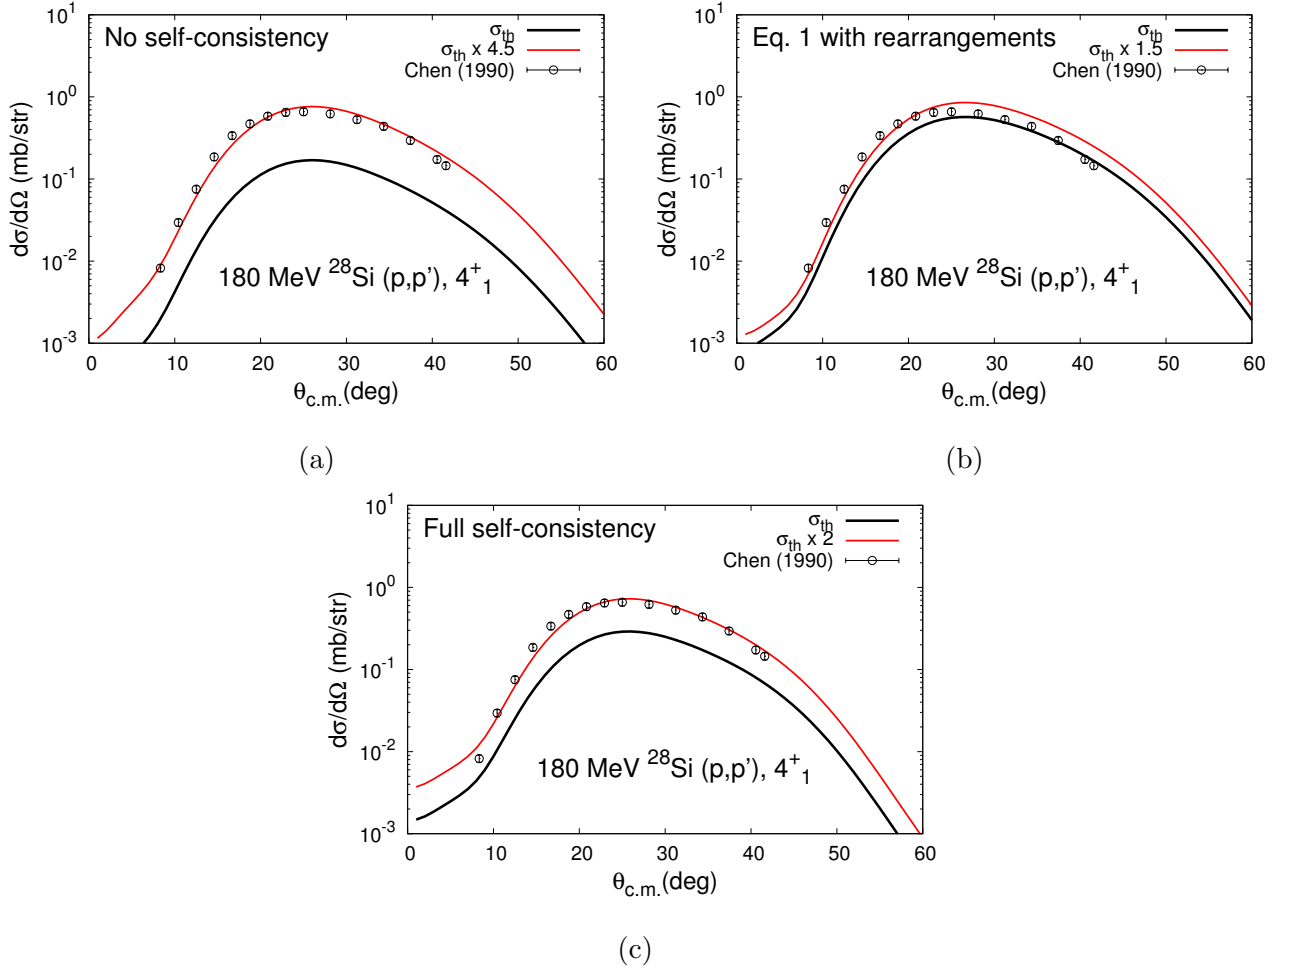 No self-consistency
σth
σth x 4.5
Chen (1990)
10^1
10^0
10^-1
10^-2
10^-3
dσ/dΩ (mb/str)
180 MeV ^28Si (p,p'), 4^+_1
0 10 20 30 40 50 60
θc.m.(deg)
(a)
Eq. 1 with rearrangements
σth
σth x 1.5
Chen (1990)
10^1
10^0
10^-1
10^-2
10^-3
dσ/dΩ (mb/str)
180 MeV ^28Si (p,p'), 4^+_1
0 10 20 30 40 50 60
θc.m.(deg)
(b)
Full self-consistency
σth
σth x 2
Chen (1990)
10^1
10^0
10^-1
10^-2
10^-3
dσ/dΩ (mb/str)
180 MeV ^28Si (p,p'), 4^+_1
0 10 20 30 40 50 60
θc.m.(deg)
(c)